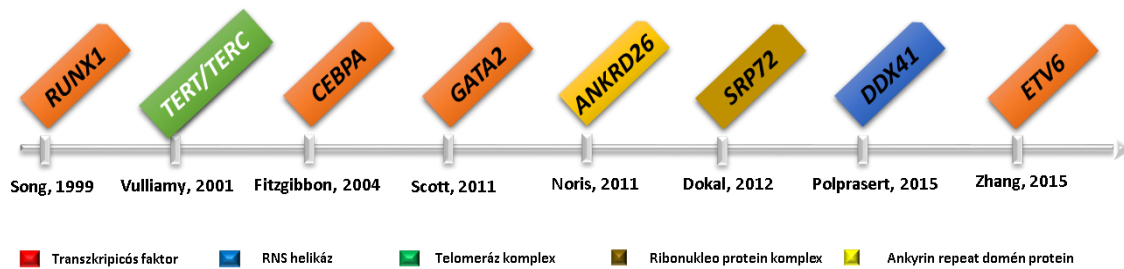 RUNX1
TERT/TERC
CEBPA
GATA2
ANKRD26
SRP72
DDX41
ETV6
Song, 1999
Vulliamy, 2001
Fitzgibbon, 2004
Scott, 2011
Noris, 2011
Dokal, 2012
Polprasert, 2015
Zhang, 2015
Transzkripicós faktor
RNS helikáz
Telomeráz komplex
Ribonukleo protein komplex
Ankyrin repeat domén protein